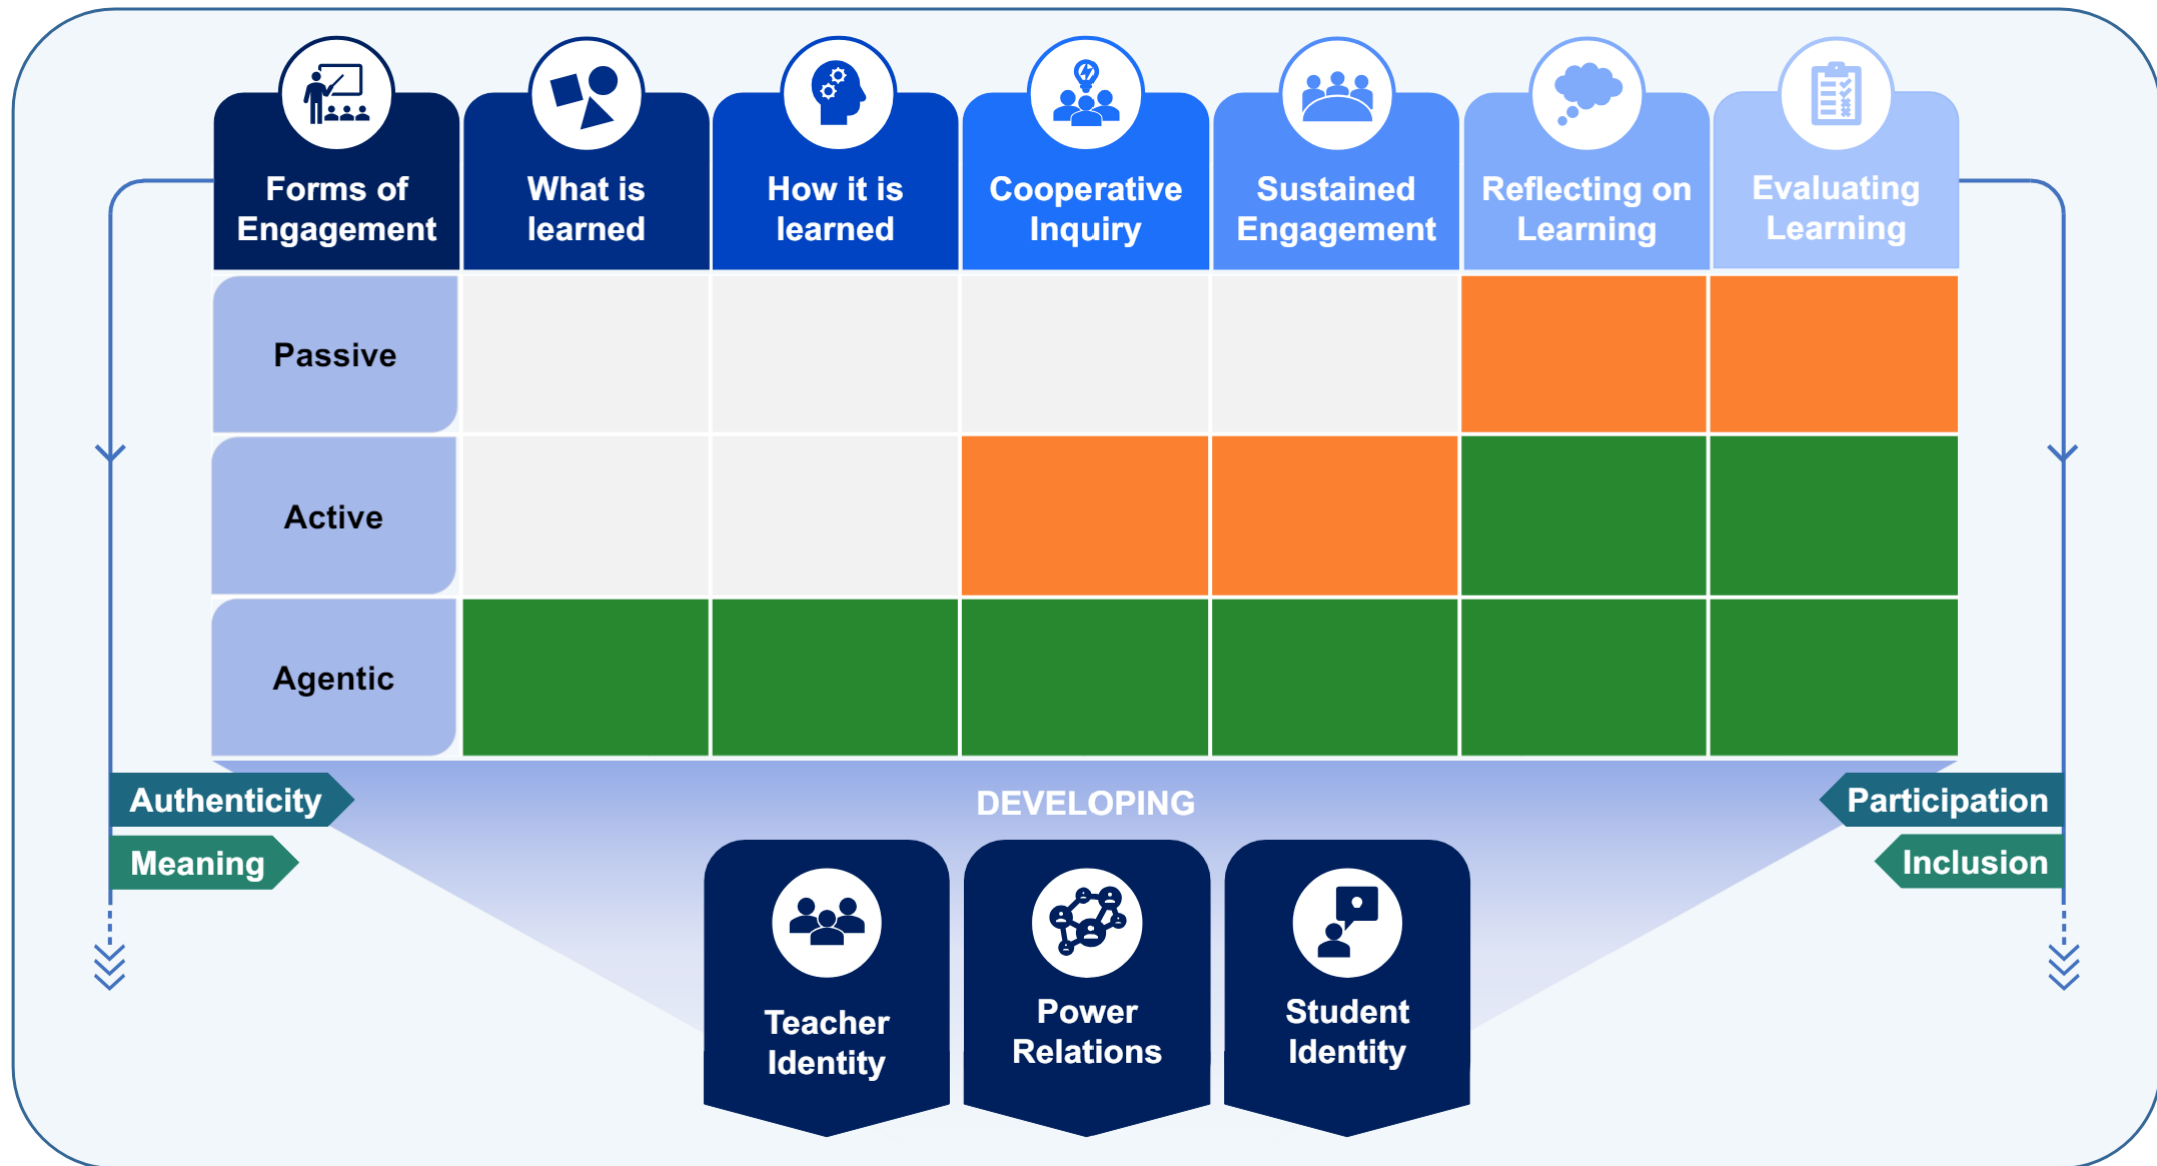 Forms of
Engagement
What is
learned
How it is
learned
Cooperative
Inquiry
Sustained
Engagement
Reflecting on
Learning
Evaluating
Learning
Passive
Active
Agentic
Authenticity
Meaning
DEVELOPING
Participation
Inclusion
Teacher
Identity
Power
Relations
Student
Identity